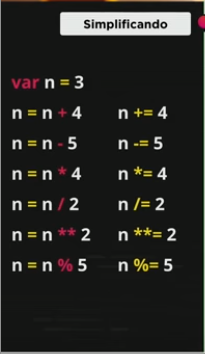 Simplificando
var n = 3
n = n + 4 n += 4
n = n - 5 n -= 5
n = n * 4 n *= 4
n = n / 2 n /= 2
n = n ** 2 n **= 2
n = n % 5 n %= 5